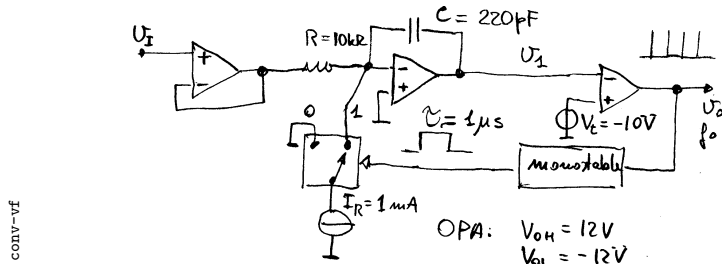 C = 220pF
R=10kΩ
U_I
U_1
+
-
-
+
-
+
U_o
f_o
V_t=-10V
0
1
τ=1μs
monostable
I_R=1mA
OPA: V_OH = 12V
V_OL = -12V
conv-vf